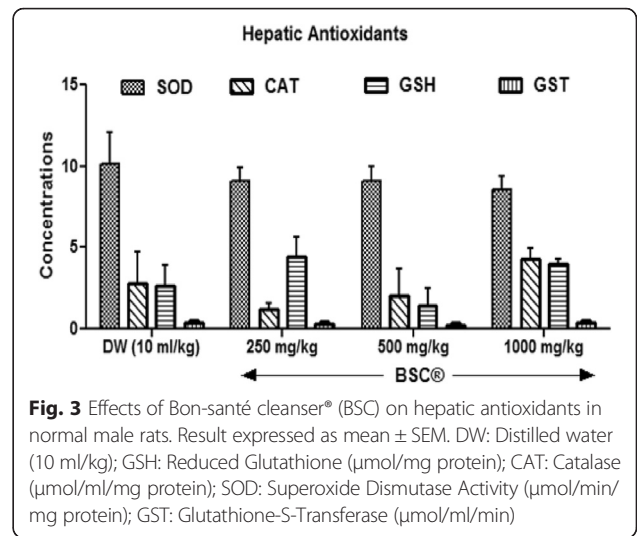 Hepatic Antioxidants
SOD CAT GSH GST
15
10
5
0
Concentrations
DW (10 ml/kg) 250 mg/kg 500 mg/kg 1000 mg/kg
BSC®
Fig. 3 Effects of Bon-santé cleanser® (BSC) on hepatic antioxidants in
normal male rats. Result expressed as mean ± SEM. DW: Distilled water
(10 ml/kg); GSH: Reduced Glutathione (μmol/mg protein); CAT: Catalase
(μmol/ml/mg protein); SOD: Superoxide Dismutase Activity (μmol/min/
mg protein); GST: Glutathione-S-Transferase (μmol/ml/min)